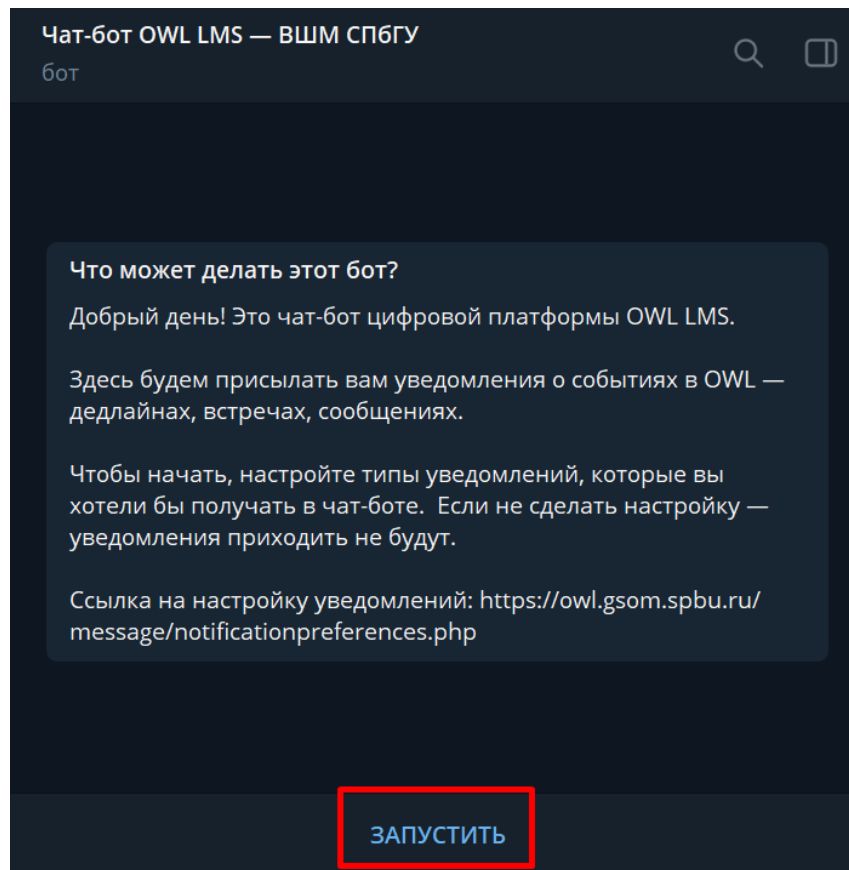 Чат-бот OWL LMS — ВШМ СПбГУ
бот
Что может делать этот бот?
Добрый день! Это чат-бот цифровой платформы OWL LMS.
Здесь будем присылать вам уведомления о событиях в OWL —
дедлайнах, встречах, сообщениях.
Чтобы начать, настройте типы уведомлений, которые вы
хотели бы получать в чат-боте.  Если не сделать настройку —
уведомления приходить не будут.
Ссылка на настройку уведомлений: https://owl.gsom.spbu.ru/
message/notificationpreferences.php
ЗАПУСТИТЬ